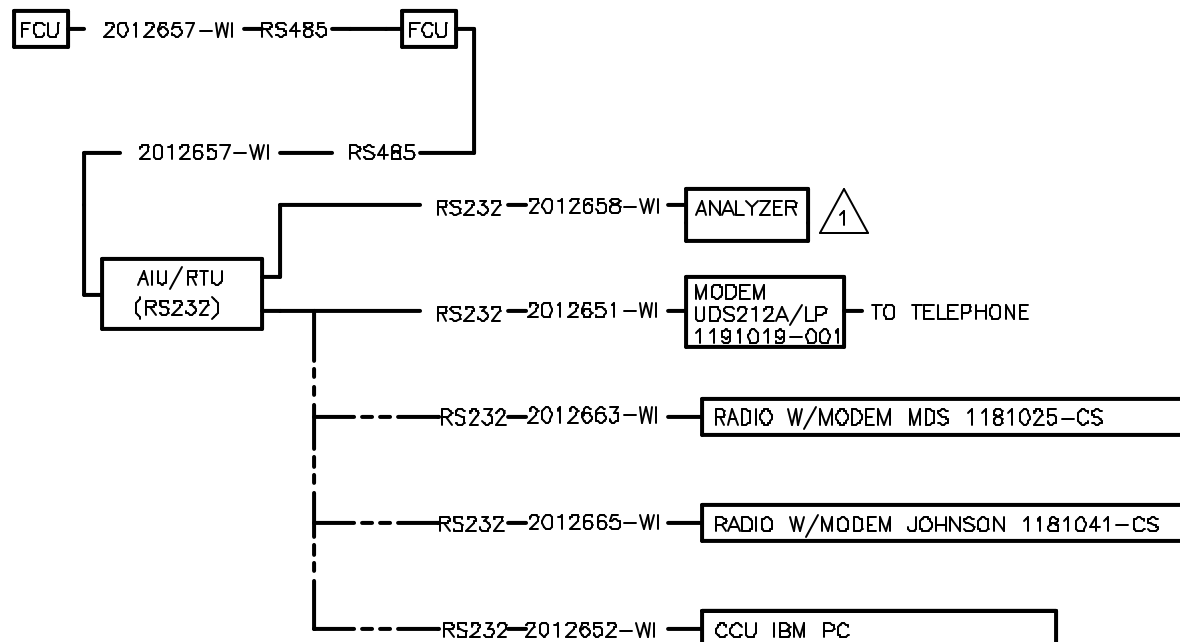 FCU 2012657-WI RS485 FCU
2012657-WI RS485
RS232 2012658-WI ANALYZER 1
AIU/RTU
(RS232)
RS232 2012651-WI MODEM
UDS212A/LP
1191019-001
TO TELEPHONE
RS232 2012663-WI RADIO W/MODEM MDS 1181025-CS
RS232 2012665-WI RADIO W/MODEM JOHNSON 1181041-CS
RS232 2012652-WI CCU IBM PC